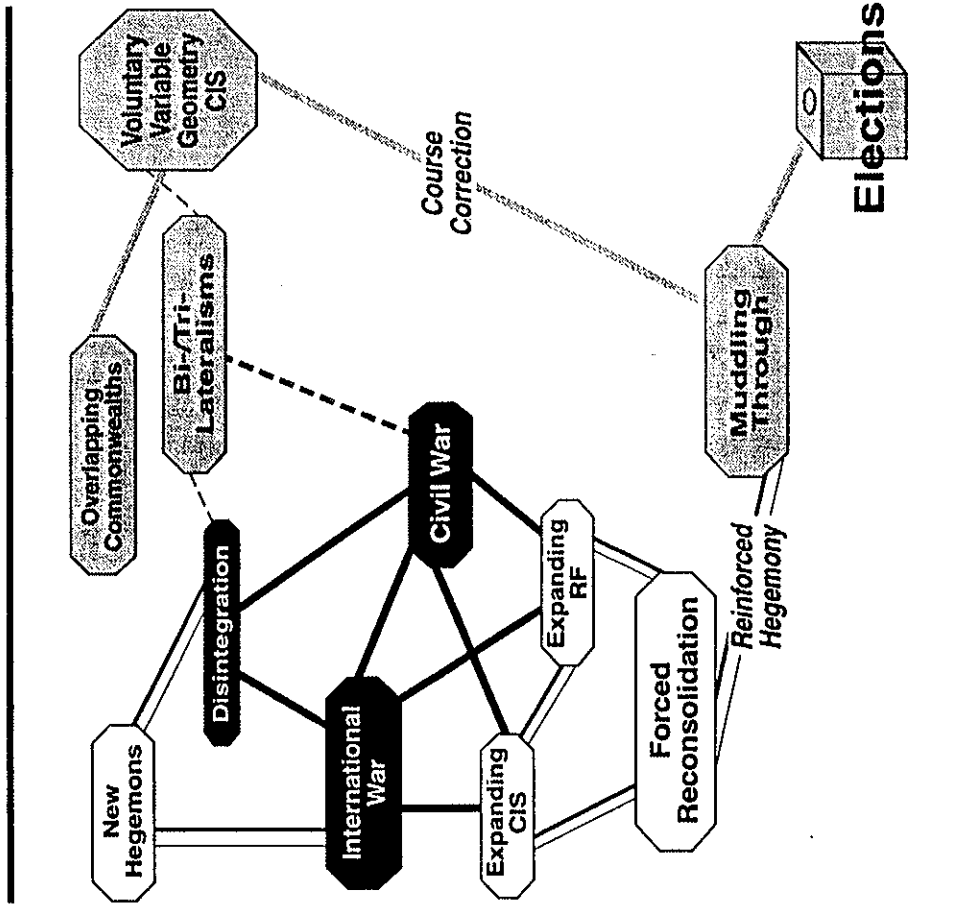 New
Hegemons
Overlapping
Commonwealths
Voluntary
Variable
Geometry
CIS
Disintegration
Bi-/Tri-
Lateralisms
International
War
Civil War
Course
Correction
Expanding
CIS
Expanding
RF
Forced
Reconsolidation
Reinforced
Hegemony
Muddling
Through
Elections